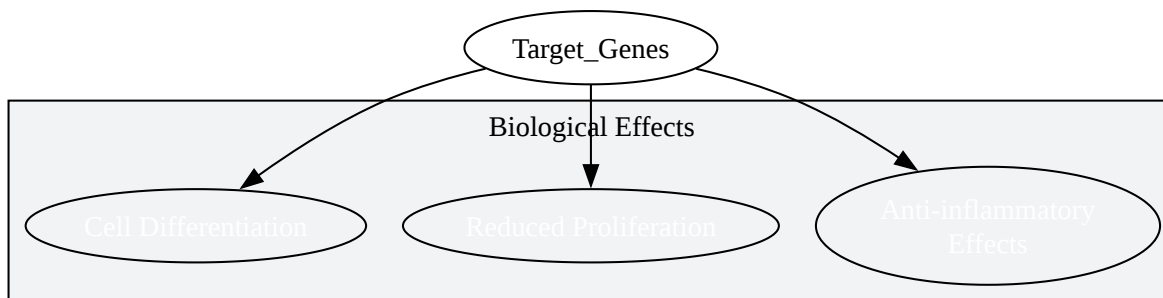 Target_Genes
Biological Effects
Cell Differentiation
Reduced Proliferation
Anti-inflammatory
Effects